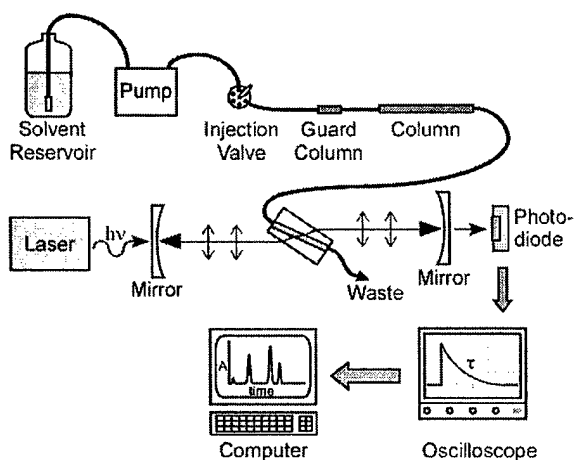 Solvent
Reservoir
Pump
Injection
Valve
Guard
Column
Column
Laser
hν
Mirror
Waste
Mirror
Photo-
diode
A
time
Computer
τ
Oscilloscope